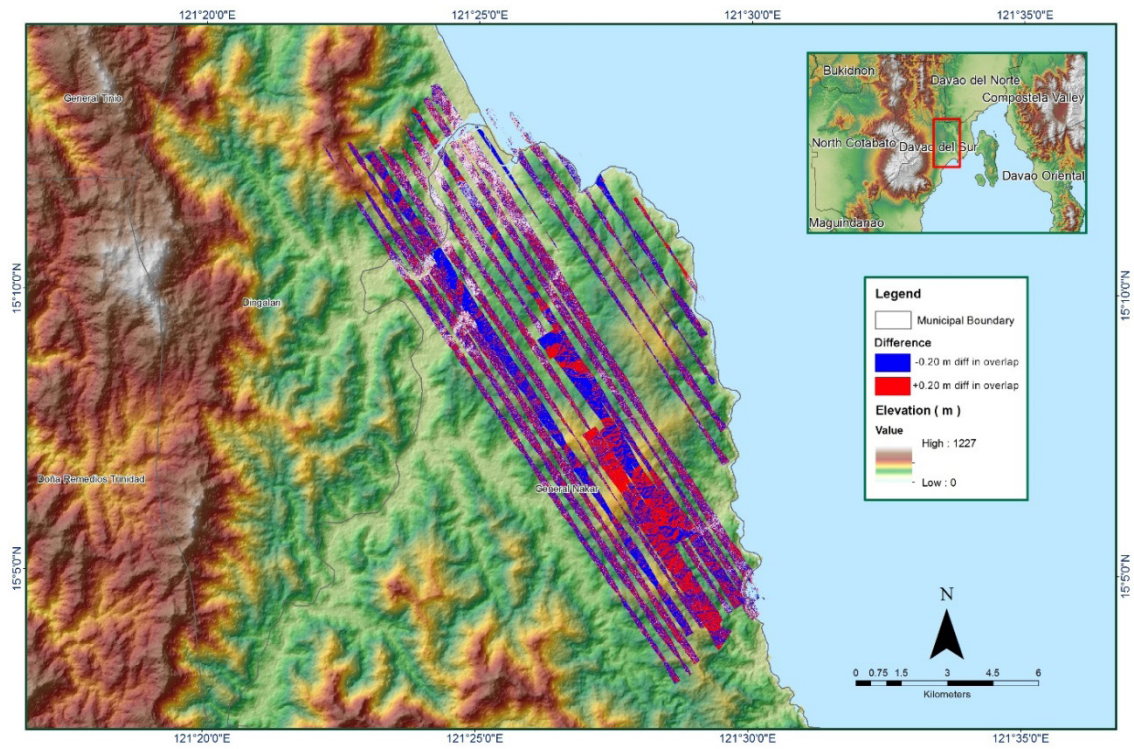 121°20'0"E
121°25'0"E
121°30'0"E
121°35'0"E
General Tinio
Dingalan
Doña Remedios Trinidad
General Nakar
15°10'0"N
15°5'0"N
15°10'0"N
15°5'0"N
Bukidnon
Davao del Norte
Compostela Valley
North Cotabato
Davao del Sur
Davao Oriental
Maguindanao
Legend
Municipal Boundary
Difference
-0.20 m diff in overlap
+0.20 m diff in overlap
Elevation ( m )
Value
High : 1227
Low : 0
N
0 0.75 1.5 3 4.5 6
Kilometers
121°20'0"E
121°25'0"E
121°30'0"E
121°35'0"E